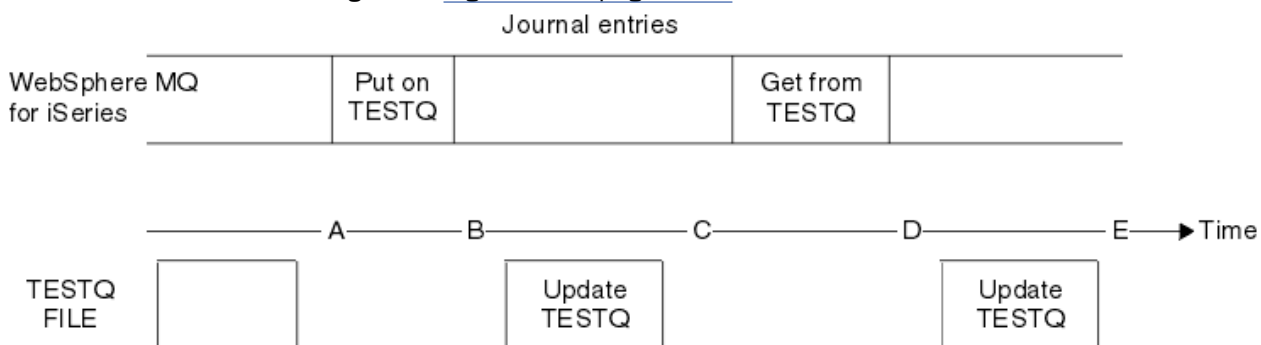 Journal entries
WebSphere MQ
for iSeries
Put on
TESTQ
Get from
TESTQ
A B C D E Time
TESTQ
FILE
Update
TESTQ
Update
TESTQ